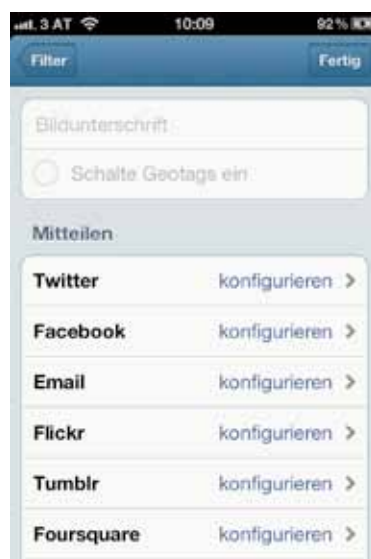 3 AT 10:09 92 %
Filter Fertig
Bildunterschrift
Schalte Geotags ein
Mitteilen
Twitter konfigurieren >
Facebook konfigurieren >
Email konfigurieren >
Flickr konfigurieren >
Tumblr konfigurieren >
Foursquare konfigurieren >